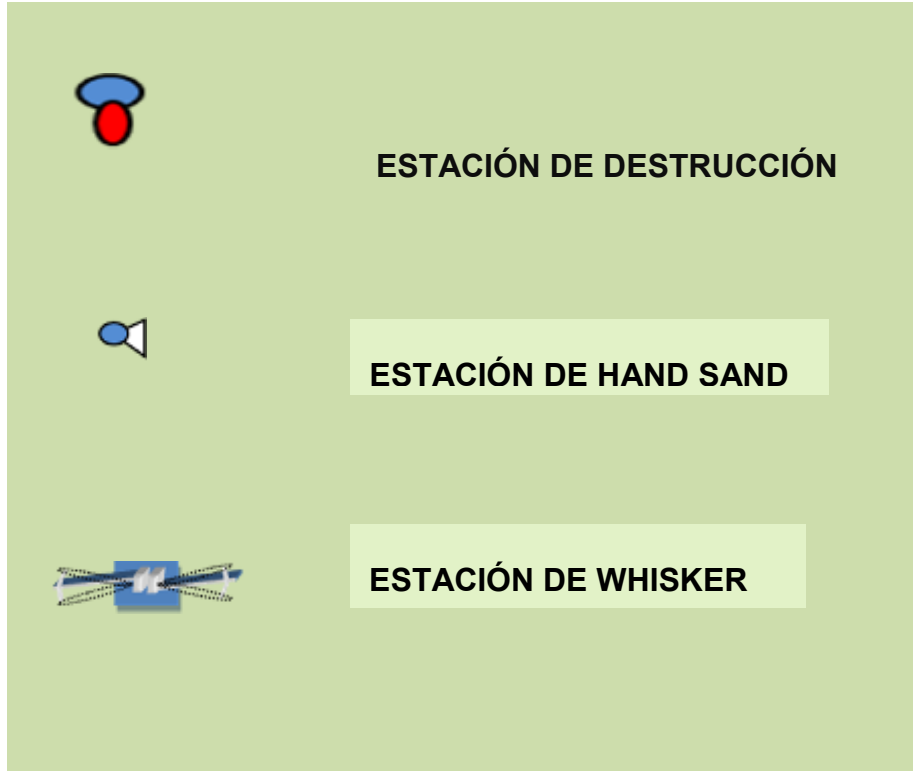 ESTACIÓN DE DESTRUCCIÓN
ESTACIÓN DE HAND SAND
ESTACIÓN DE WHISKER